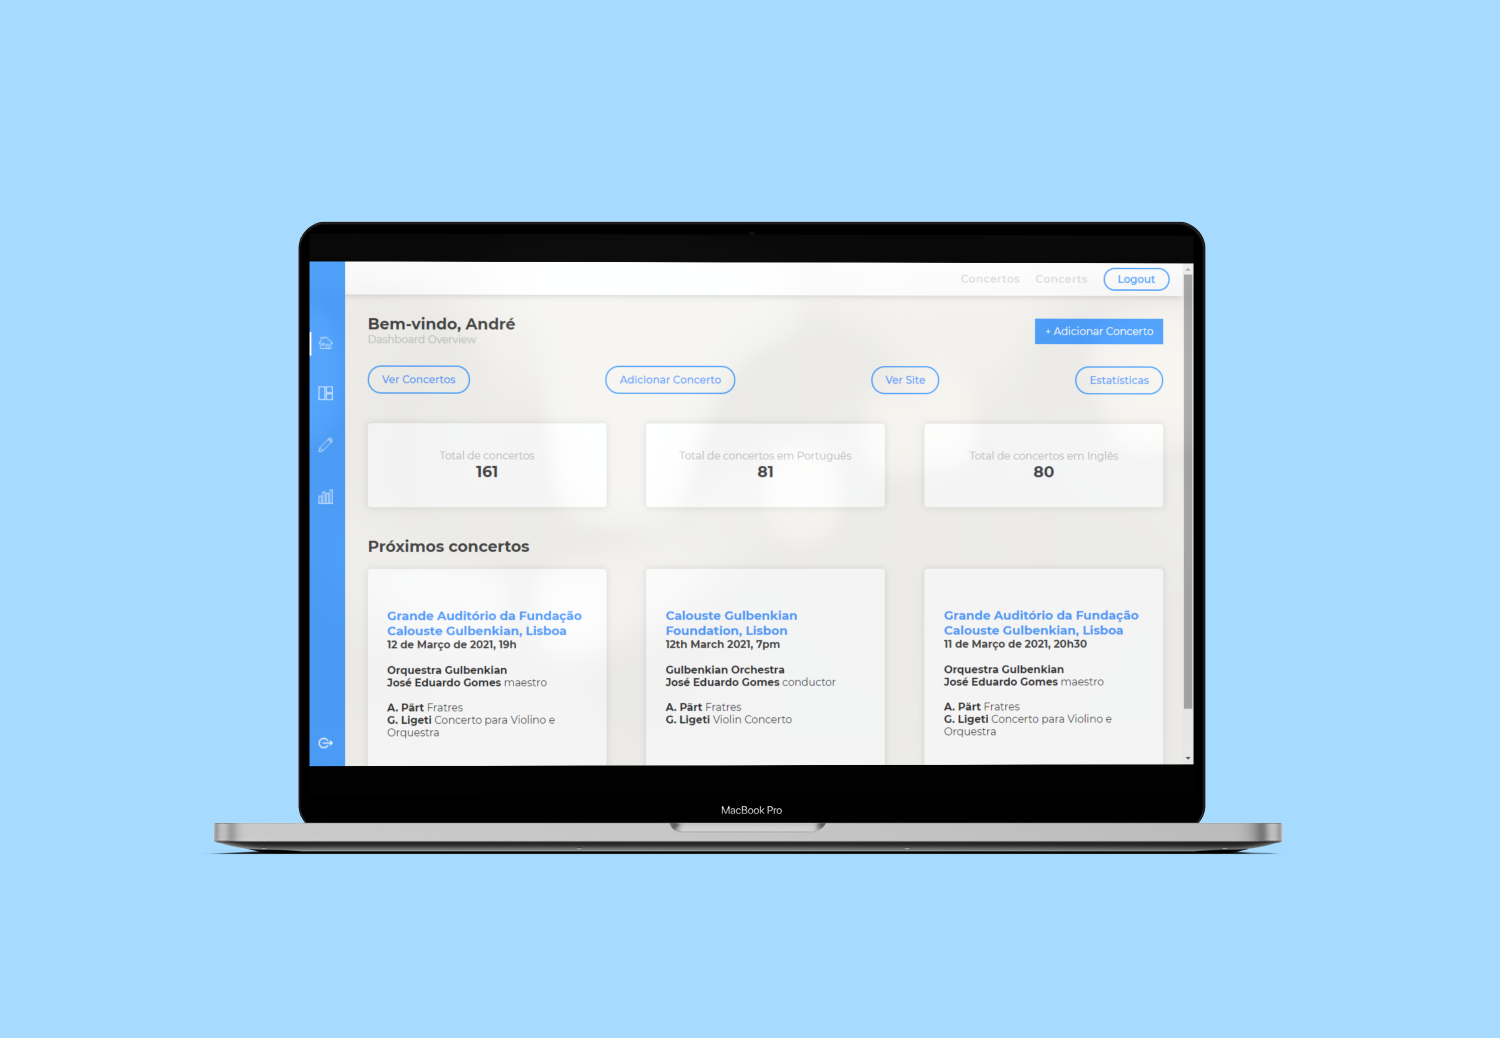 Concertos Concerts Logout
Bem-vindo, André
Dashboard Overview
+ Adicionar Concerto
Ver Concertos
Adicionar Concerto
Ver Site
Estatísticas
Total de concertos
161
Total de concertos em Português
81
Total de concertos em Inglês
80
Próximos concertos
Grande Auditório da Fundação
Calouste Gulbenkian, Lisboa
12 de Março de 2021, 19h
Orquestra Gulbenkian
José Eduardo Gomes maestro
A. Pärt Fratres
G. Ligeti Concerto para Violino e
Orquestra
Calouste Gulbenkian
Foundation, Lisbon
12th March 2021, 7pm
Gulbenkian Orchestra
José Eduardo Gomes conductor
A. Pärt Fratres
G. Ligeti Violin Concerto
Grande Auditório da Fundação
Calouste Gulbenkian, Lisboa
11 de Março de 2021, 20h30
Orquestra Gulbenkian
José Eduardo Gomes maestro
A. Pärt Fratres
G. Ligeti Concerto para Violino e
Orquestra
MacBook Pro